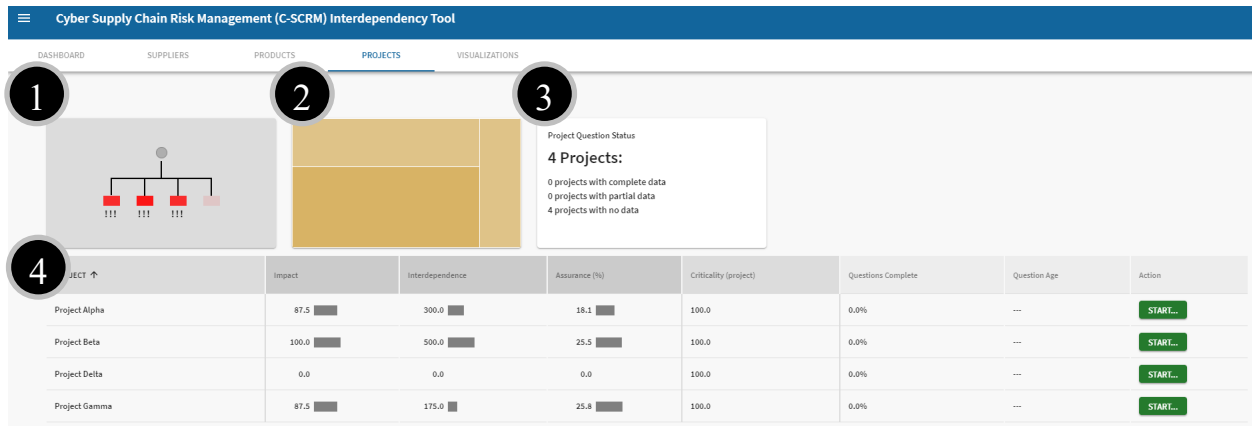 Cyber Supply Chain Risk Management (C-SCRM) Interdependency Tool
DASHBOARD SUPPLIERS PRODUCTS PROJECTS VISUALIZATIONS
1 2 3
!!! !!! !!!
Project Question Status
4 Projects:
0 projects with complete data
0 projects with partial data
4 projects with no data
4
JECT ↑ Impact Interdependence Assurance (%) Criticality (project) Questions Complete Question Age Action
Project Alpha 87.5 300.0 18.1 100.0 0.0% --- START...
Project Beta 100.0 500.0 25.5 100.0 0.0% --- START...
Project Delta 0.0 0.0 0.0 100.0 0.0% --- START...
Project Gamma 87.5 175.0 25.8 100.0 0.0% --- START...